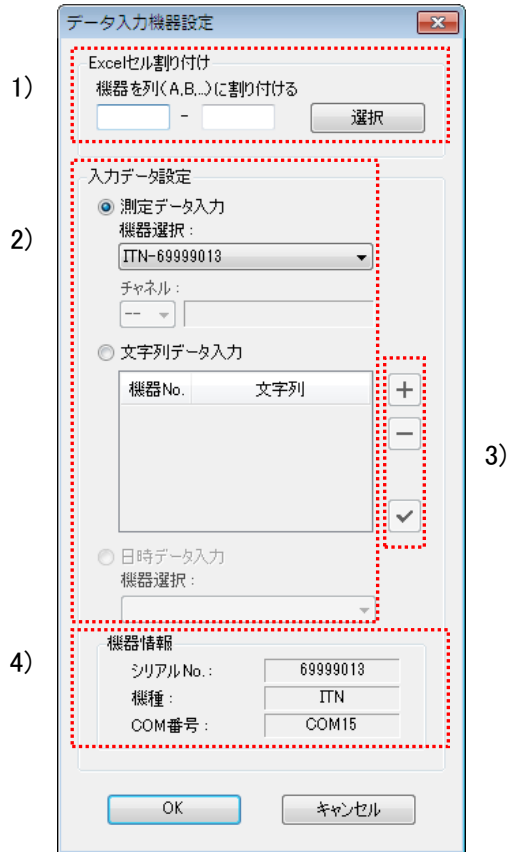 データ入力機器設定
1)
Excelセル割り付け
機器を列(A,B,..)に割り付ける
-
選択
入力データ設定
2)
測定データ入力
機器選択:
ITN-69999013
チャネル:
--
文字列データ入力
機器No. 文字列
+
-
3)
✓
日時データ入力
機器選択:
4)
機器情報
シリアルNo.: 69999013
機種: ITN
COM番号: COM15
OK キャンセル